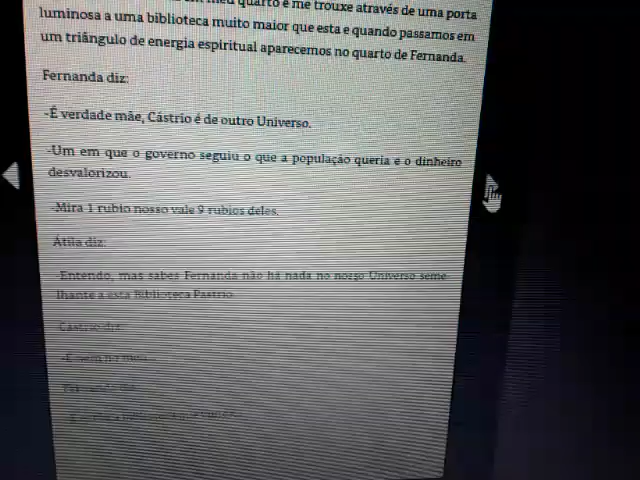 quarto e me trouxe através de uma porta
luminosa a uma biblioteca muito maior que esta e quando passamos em
um triângulo de energia espiritual aparecemos no quarto de Fernanda.
Fernanda diz:
-É verdade mãe, Cástrio é de outro Universo.
-Um em que o governo seguiu o que a população queria e o dinheiro
desvalorizou.
-Mira 1 rubio nosso vale 9 rubios deles.
Átila diz:
-Entendo, mas sabes Fernanda não há nada no nosso Universo seme-
lhante a esta Biblioteca